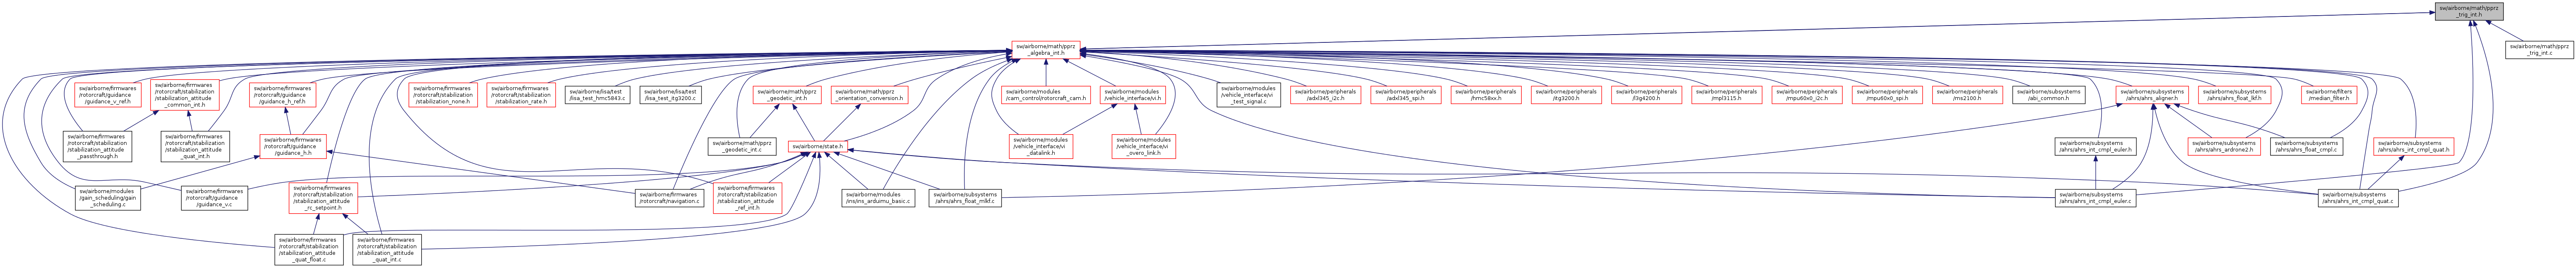 sw/airborne/math/pprz
_trig_int.h
sw/airborne/math/pprz
_algebra_int.h
sw/airborne/math/pprz
_trig_int.c
sw/airborne/firmwares
/rotorcraft/guidance
/guidance_v_ref.h
sw/airborne/firmwares
/rotorcraft/stabilization
/stabilization_attitude
_common_int.h
sw/airborne/firmwares
/rotorcraft/guidance
/guidance_h_ref.h
sw/airborne/firmwares
/rotorcraft/stabilization
/stabilization_none.h
sw/airborne/firmwares
/rotorcraft/stabilization
/stabilization_rate.h
sw/airborne/lisa/test
/lisa_test_hmc5843.c
sw/airborne/lisa/test
/lisa_test_itg3200.c
sw/airborne/math/pprz
_geodetic_int.h
sw/airborne/math/pprz
_orientation_conversion.h
sw/airborne/modules
/cam_control/rotorcraft_cam.h
sw/airborne/modules
/vehicle_interface/vi.h
sw/airborne/modules
/vehicle_interface/vi
_test_signal.c
sw/airborne/peripherals
/adxl345_i2c.h
sw/airborne/peripherals
/adxl345_spi.h
sw/airborne/peripherals
/hmc58xx.h
sw/airborne/peripherals
/itg3200.h
sw/airborne/peripherals
/l3g4200.h
sw/airborne/peripherals
/mpl3115.h
sw/airborne/peripherals
/mpu60x0_i2c.h
sw/airborne/peripherals
/mpu60x0_spi.h
sw/airborne/peripherals
/ms2100.h
sw/airborne/subsystems
/abi_common.h
sw/airborne/subsystems
/ahrs/ahrs_aligner.h
sw/airborne/subsystems
/ahrs/ahrs_float_lkf.h
sw/airborne/filters
/median_filter.h
sw/airborne/firmwares
/rotorcraft/stabilization
/stabilization_attitude
_passthrough.h
sw/airborne/firmwares
/rotorcraft/stabilization
/stabilization_attitude
_quat_int.h
sw/airborne/firmwares
/rotorcraft/guidance
/guidance_h.h
sw/airborne/math/pprz
_geodetic_int.c
sw/airborne/state.h
sw/airborne/modules
/vehicle_interface/vi
_datalink.h
sw/airborne/modules
/vehicle_interface/vi
_overo_link.h
sw/airborne/subsystems
/ahrs/ahrs_int_cmpl_euler.h
sw/airborne/subsystems
/ahrs/ahrs_ardrone2.h
sw/airborne/subsystems
/ahrs/ahrs_float_cmpl.c
sw/airborne/subsystems
/ahrs/ahrs_int_cmpl_quat.h
sw/airborne/modules
/gain_scheduling/gain
_scheduling.c
sw/airborne/firmwares
/rotorcraft/guidance
/guidance_v.c
sw/airborne/firmwares
/rotorcraft/stabilization
/stabilization_attitude
_rc_setpoint.h
sw/airborne/firmwares
/rotorcraft/navigation.c
sw/airborne/firmwares
/rotorcraft/stabilization
/stabilization_attitude
_ref_int.h
sw/airborne/modules
/ins/ins_arduimu_basic.c
sw/airborne/subsystems
/ahrs/ahrs_float_mlkf.c
sw/airborne/subsystems
/ahrs/ahrs_int_cmpl_euler.c
sw/airborne/subsystems
/ahrs/ahrs_int_cmpl_quat.c
sw/airborne/firmwares
/rotorcraft/stabilization
/stabilization_attitude
_quat_float.c
sw/airborne/firmwares
/rotorcraft/stabilization
/stabilization_attitude
_quat_int.c